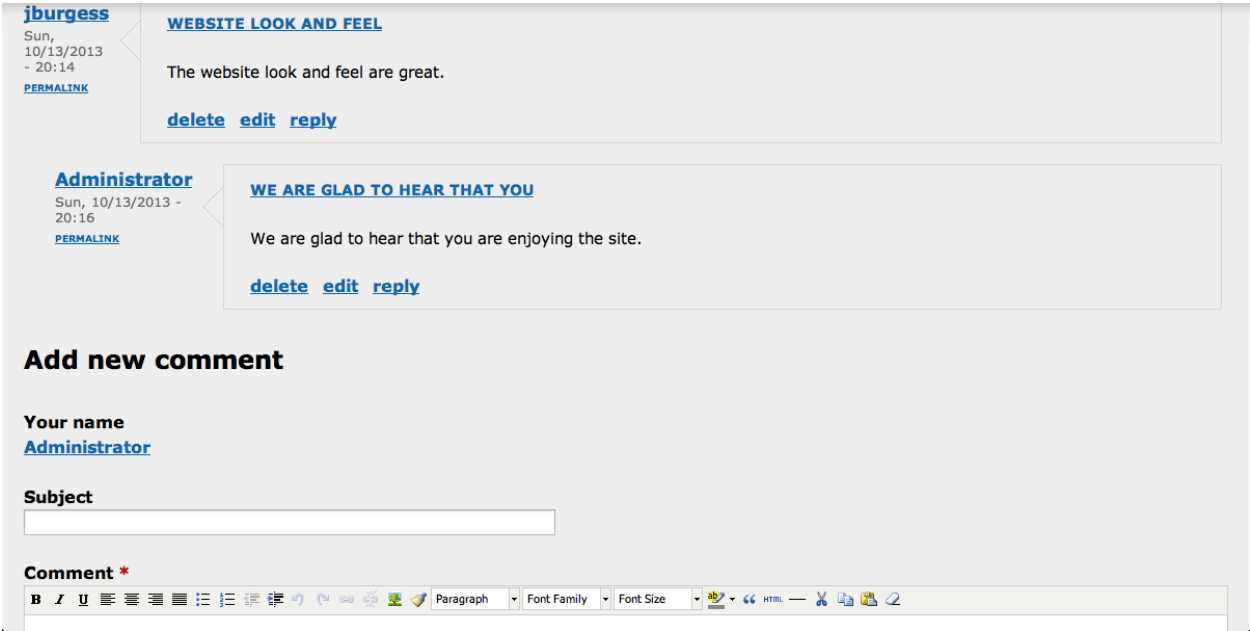 jburgess
Sun,
10/13/2013
- 20:14
PERMALINK
WEBSITE LOOK AND FEEL
The website look and feel are great.
delete edit reply
Administrator
Sun, 10/13/2013 -
20:16
PERMALINK
WE ARE GLAD TO HEAR THAT YOU
We are glad to hear that you are enjoying the site.
delete edit reply
Add new comment
Your name
Administrator
Subject
Comment *
B I U Paragraph Font Family Font Size ab HTML